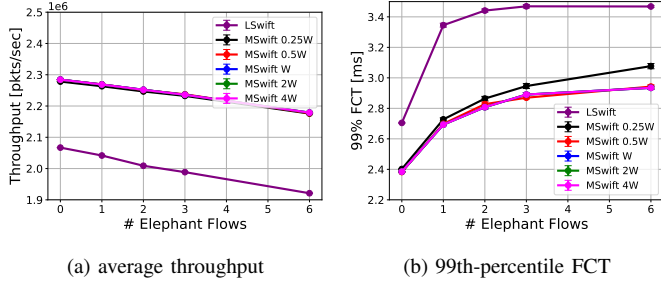 1e6
2.5
2.4
2.3
2.2
2.1
2.0
1.9
Throughput [pkts/sec]
LSwift
MSwift 0.25W
MSwift 0.5W
MSwift W
MSwift 2W
MSwift 4W
0 1 2 3 4 5 6
# Elephant Flows
(a) average throughput
3.4
3.2
3.0
2.8
2.6
2.4
2.2
99% FCT [ms]
LSwift
MSwift 0.25W
MSwift 0.5W
MSwift W
MSwift 2W
MSwift 4W
0 1 2 3 4 5 6
# Elephant Flows
(b) 99th-percentile FCT